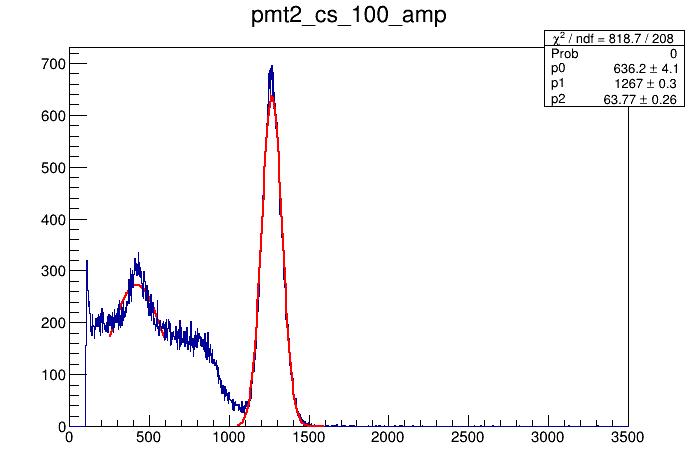 pmt2_cs_100_amp
χ² / ndf = 818.7 / 208
Prob 0
p0 636.2 ± 4.1
p1 1267 ± 0.3
p2 63.77 ± 0.26
700
600
500
400
300
200
100
0
0 500 1000 1500 2000 2500 3000 3500